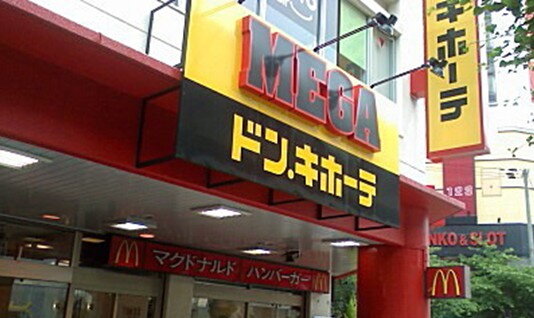 MEGA
ドン.キホーテ
キホーテ
123
NKO & SLOT
マクドナルド ハンバーガー